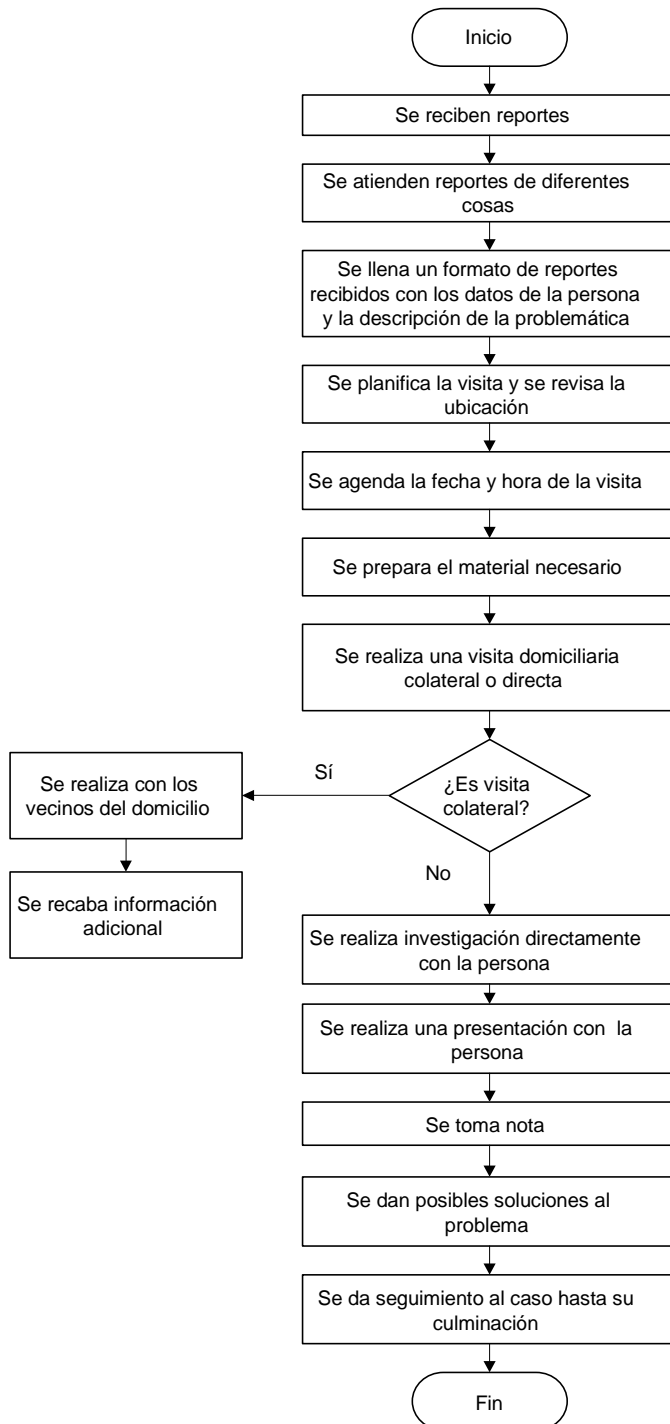 Inicio
Se reciben reportes
Se atienden reportes de diferentes
cosas
Se llena un formato de reportes
recibidos con los datos de la persona
y la descripción de la problemática
Se planifica la visita y se revisa la
ubicación
Se agenda la fecha y hora de la visita
Se prepara el material necesario
Se realiza una visita domiciliaria
colateral o directa
¿Es visita
colateral?
Sí
Se realiza con los
vecinos del domicilio
Se recaba información
adicional
No
Se realiza investigación directamente
con la persona
Se realiza una presentación con la
persona
Se toma nota
Se dan posibles soluciones al
problema
Se da seguimiento al caso hasta su
culminación
Fin